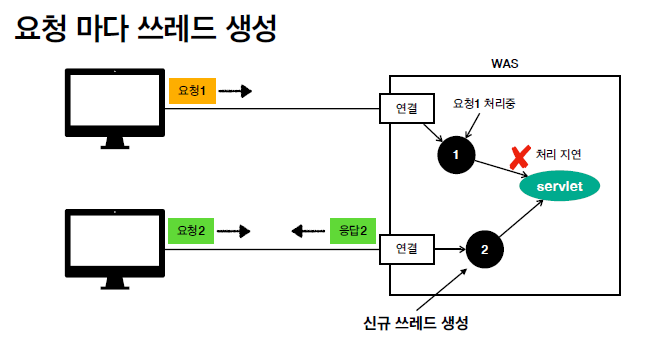 요청 마다 쓰레드 생성
WAS
요청1
연결
요청1 처리중
1
처리 지연
servlet
요청2
응답2
연결
2
신규 쓰레드 생성